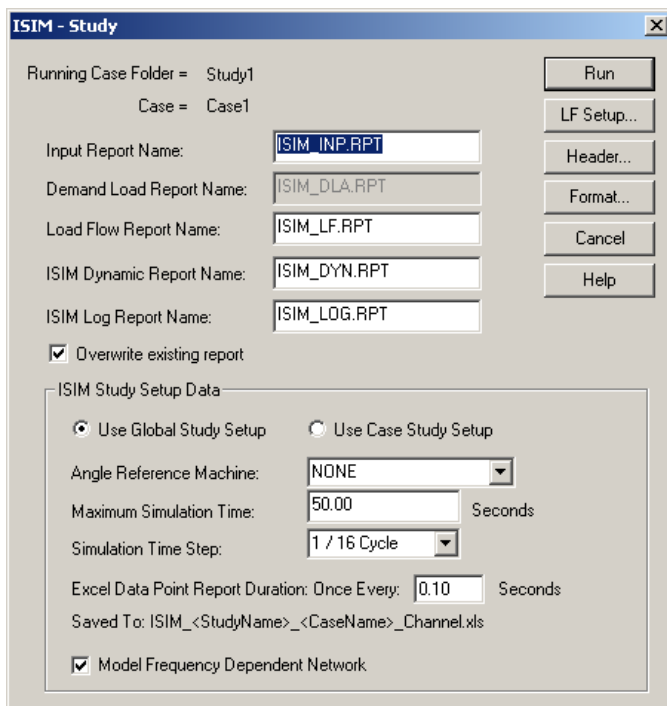 ISIM - Study
Running Case Folder = Study1
Case = Case1
Run
LF Setup...
Header...
Format...
Cancel
Help
Input Report Name: ISIM_INP.RPT
Demand Load Report Name: ISIM_DLA.RPT
Load Flow Report Name: ISIM_LF.RPT
ISIM Dynamic Report Name: ISIM_DYN.RPT
ISIM Log Report Name: ISIM_LOG.RPT
Overwrite existing report
ISIM Study Setup Data
Use Global Study Setup Use Case Study Setup
Angle Reference Machine: NONE
Maximum Simulation Time: 50.00 Seconds
Simulation Time Step: 1 / 16 Cycle
Excel Data Point Report Duration: Once Every: 0.10 Seconds
Saved To: ISIM_<StudyName>_<CaseName>_Channel.xls
Model Frequency Dependent Network